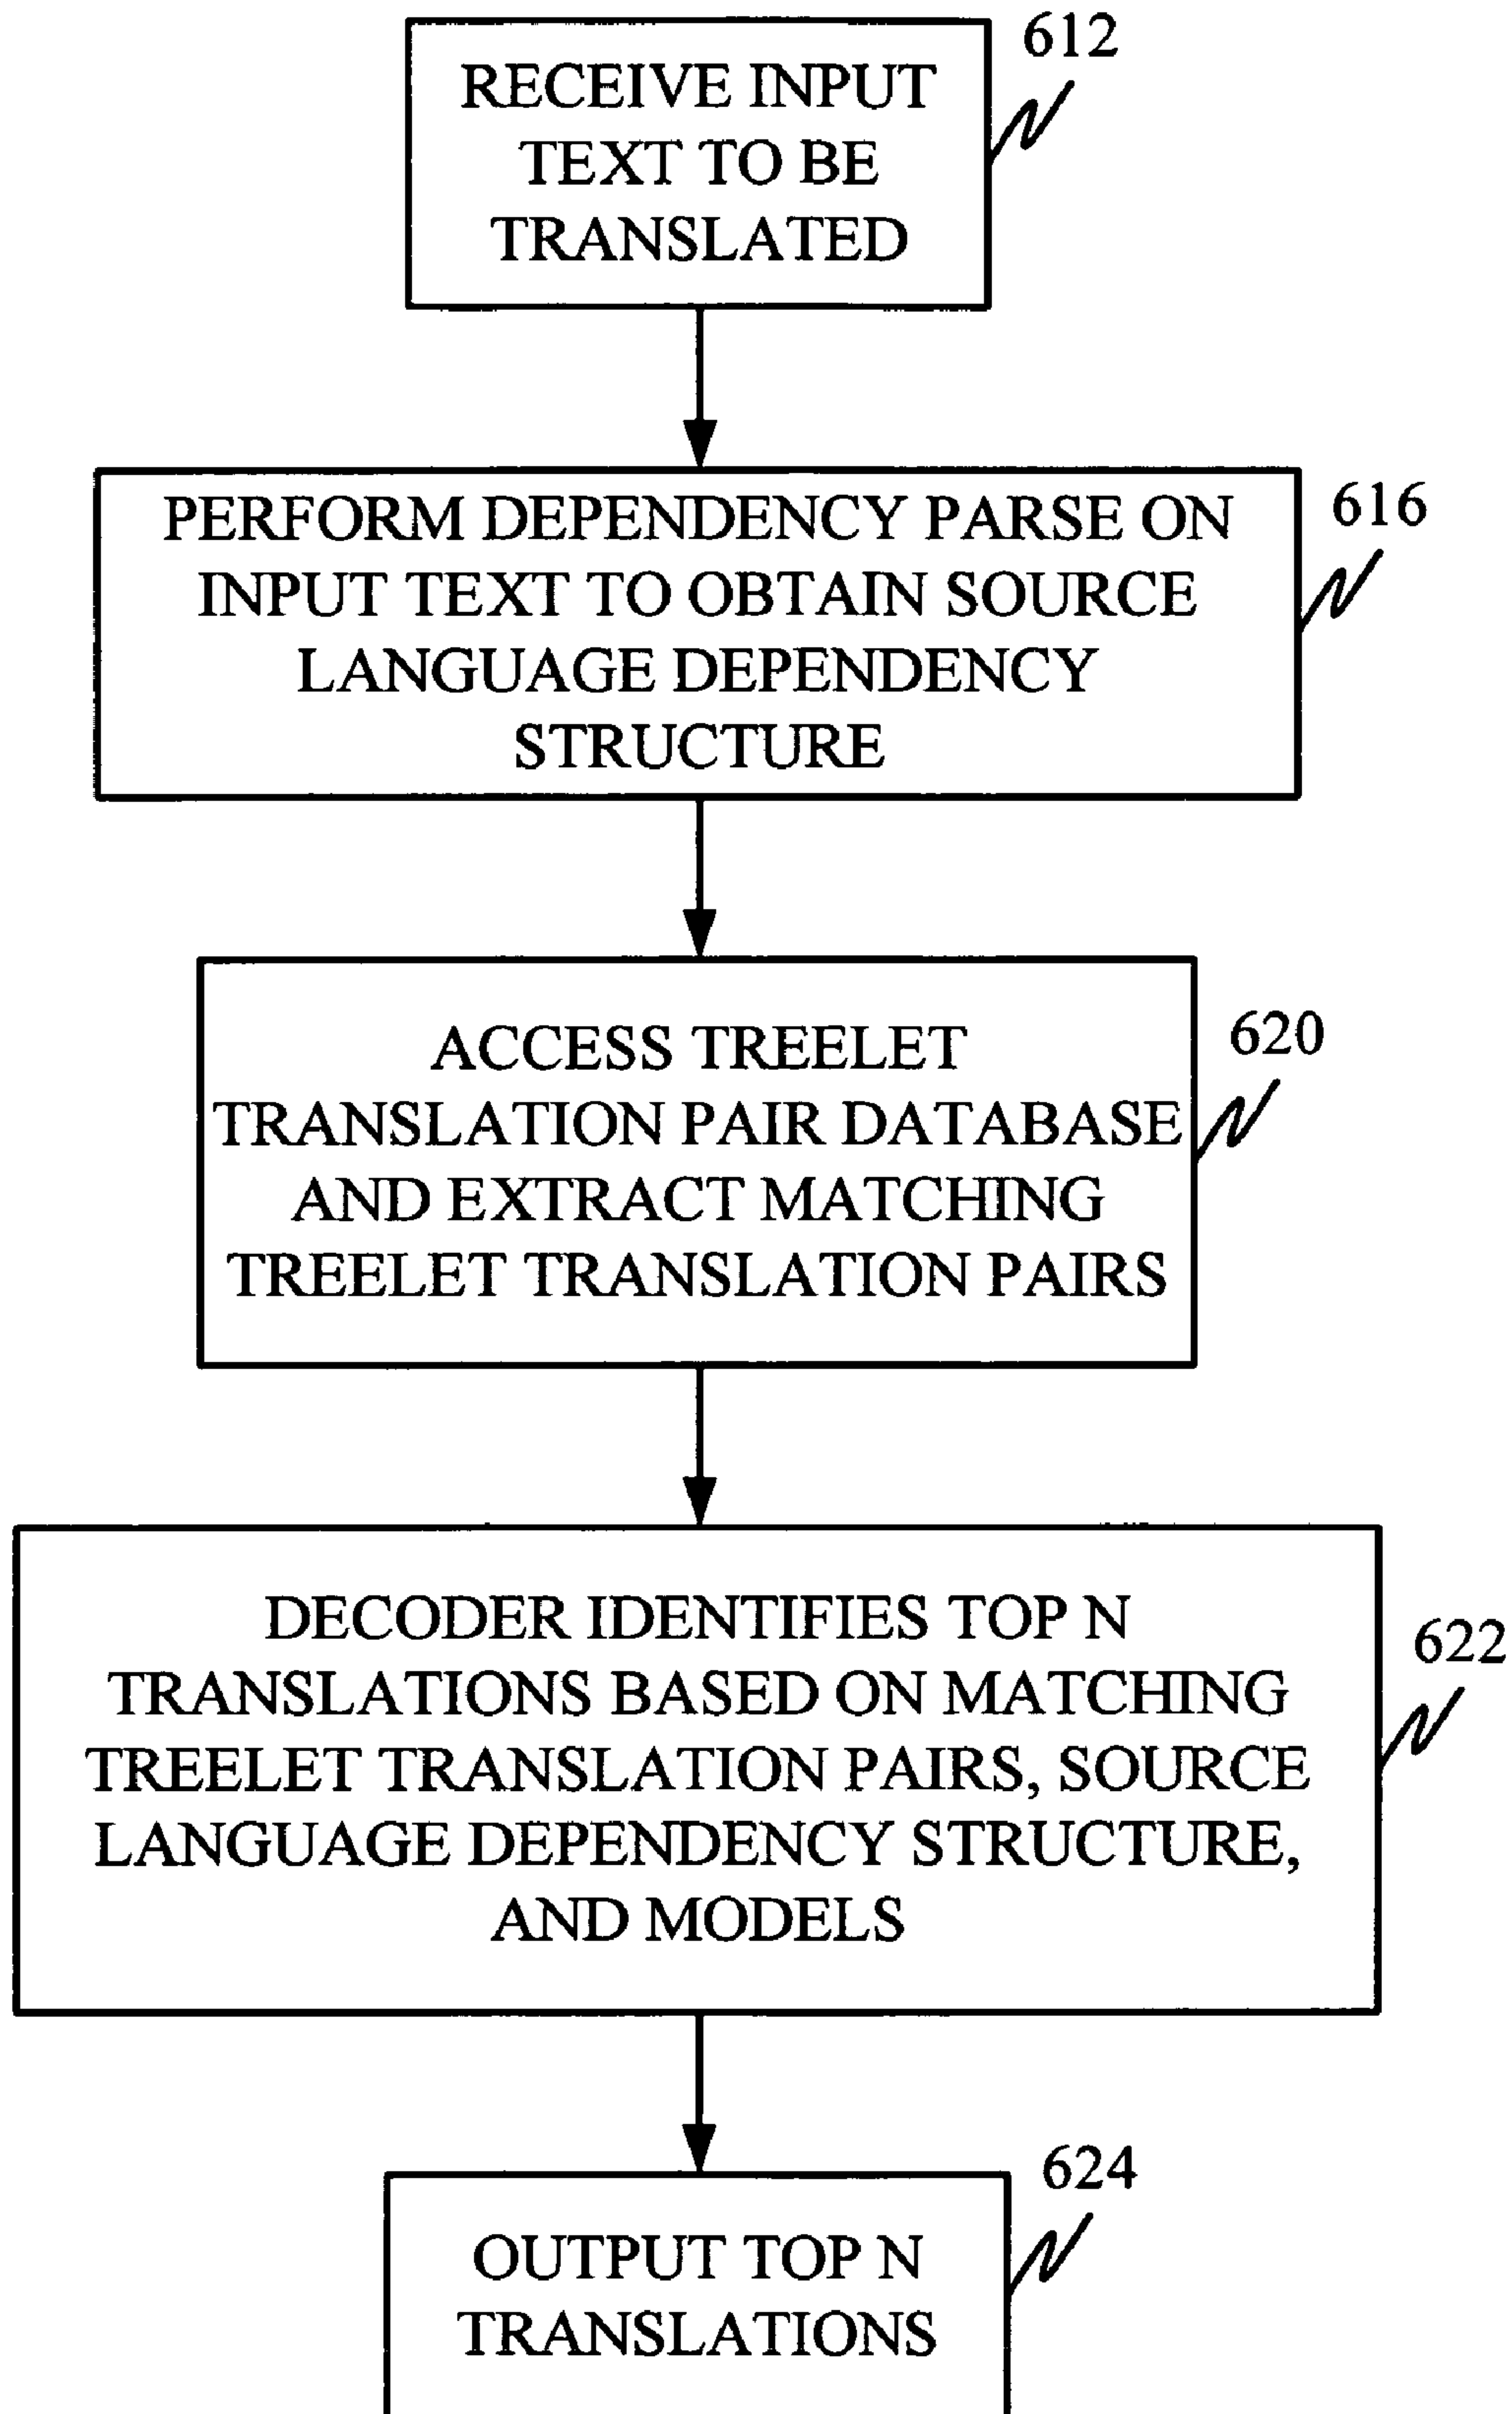 612
RECEIVE INPUT
TEXT TO BE
TRANSLATED
616
PERFORM DEPENDENCY PARSE ON
INPUT TEXT TO OBTAIN SOURCE
LANGUAGE DEPENDENCY
STRUCTURE
620
ACCESS TREELET
TRANSLATION PAIR DATABASE
AND EXTRACT MATCHING
TREELET TRANSLATION PAIRS
622
DECODER IDENTIFIES TOP N
TRANSLATIONS BASED ON MATCHING
TREELET TRANSLATION PAIRS, SOURCE
LANGUAGE DEPENDENCY STRUCTURE,
AND MODELS
624
OUTPUT TOP N
TRANSLATIONS